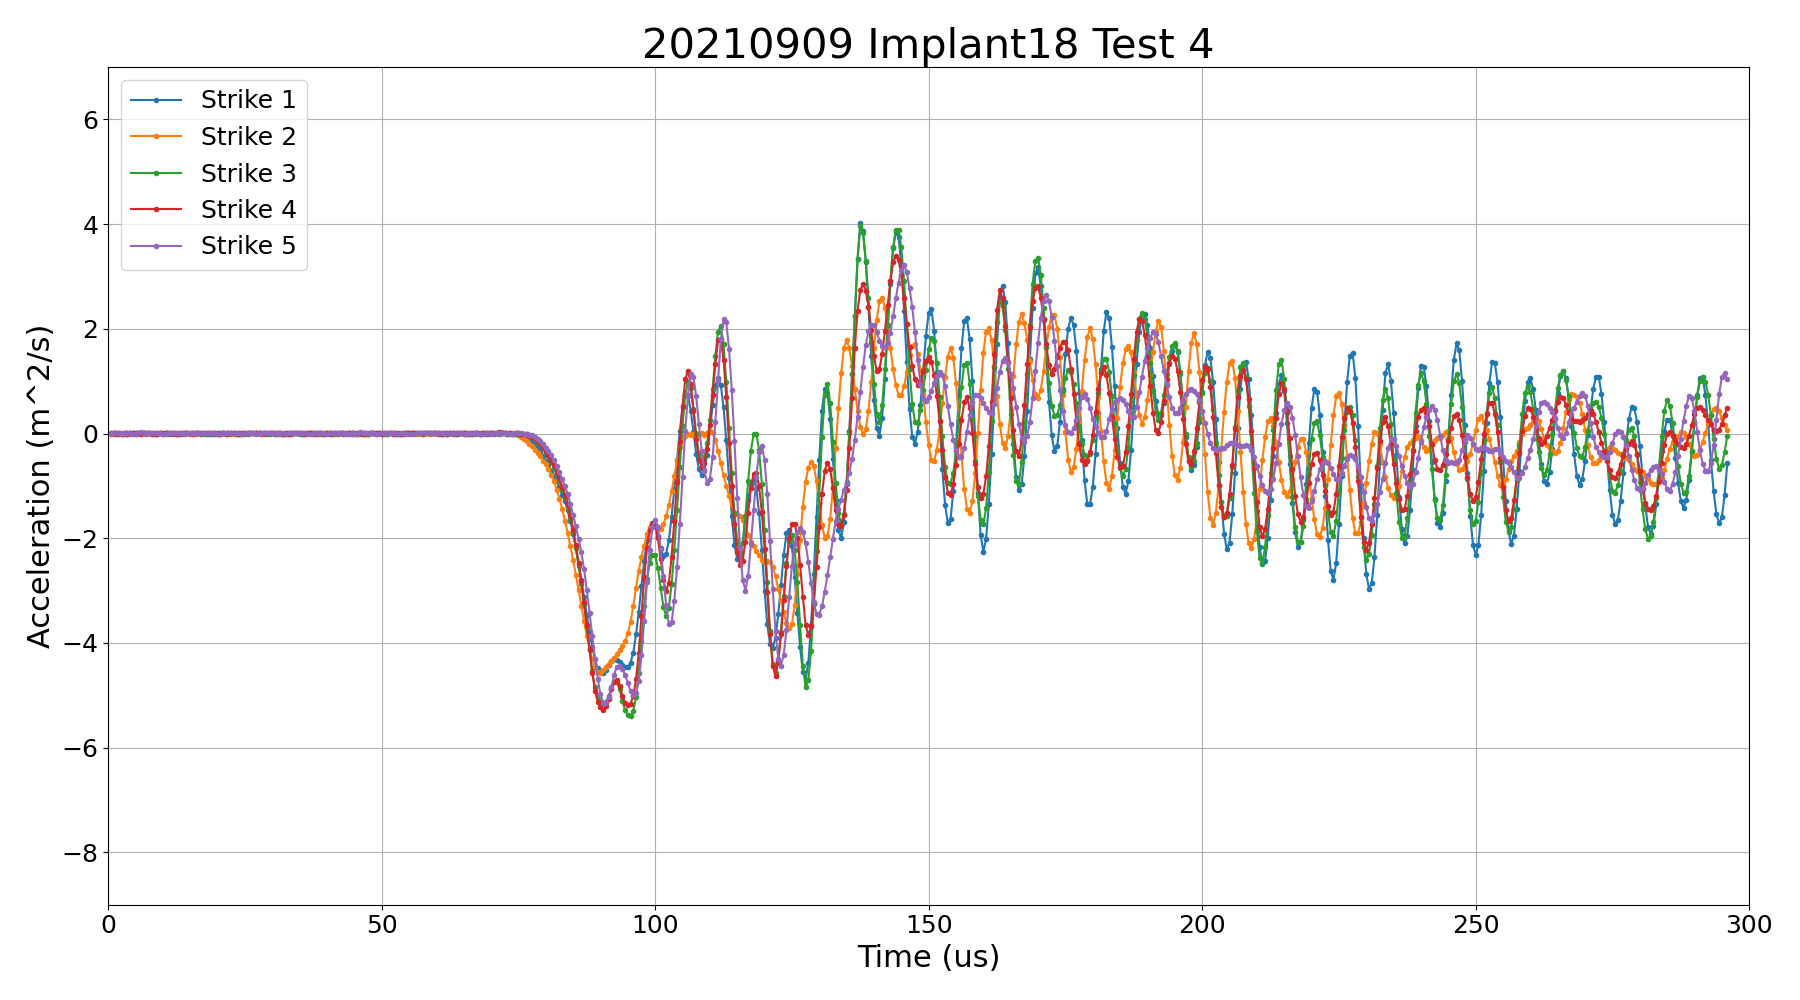 20210909 Implant18 Test 4
Strike 1
Strike 2
Strike 3
Strike 4
Strike 5
Acceleration (m^2/s)
6
4
2
0
−2
−4
−6
−8
0 50 100 150 200 250 300
Time (us)